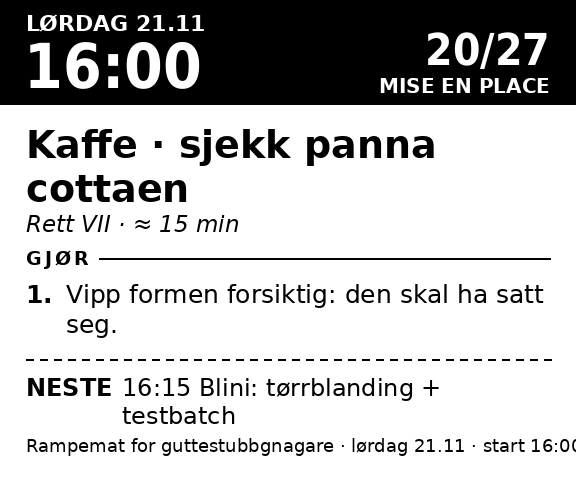 LØRDAG 21.11
16:00
20/27
MISE EN PLACE
Kaffe · sjekk panna
cottaen
Rett VII · ≈ 15 min
GJØR
1. Vipp formen forsiktig: den skal ha satt
seg.
NESTE 16:15 Blini: tørrblanding +
testbatch
Rampemat for guttestubbgnagare · lørdag 21.11 · start 16:00